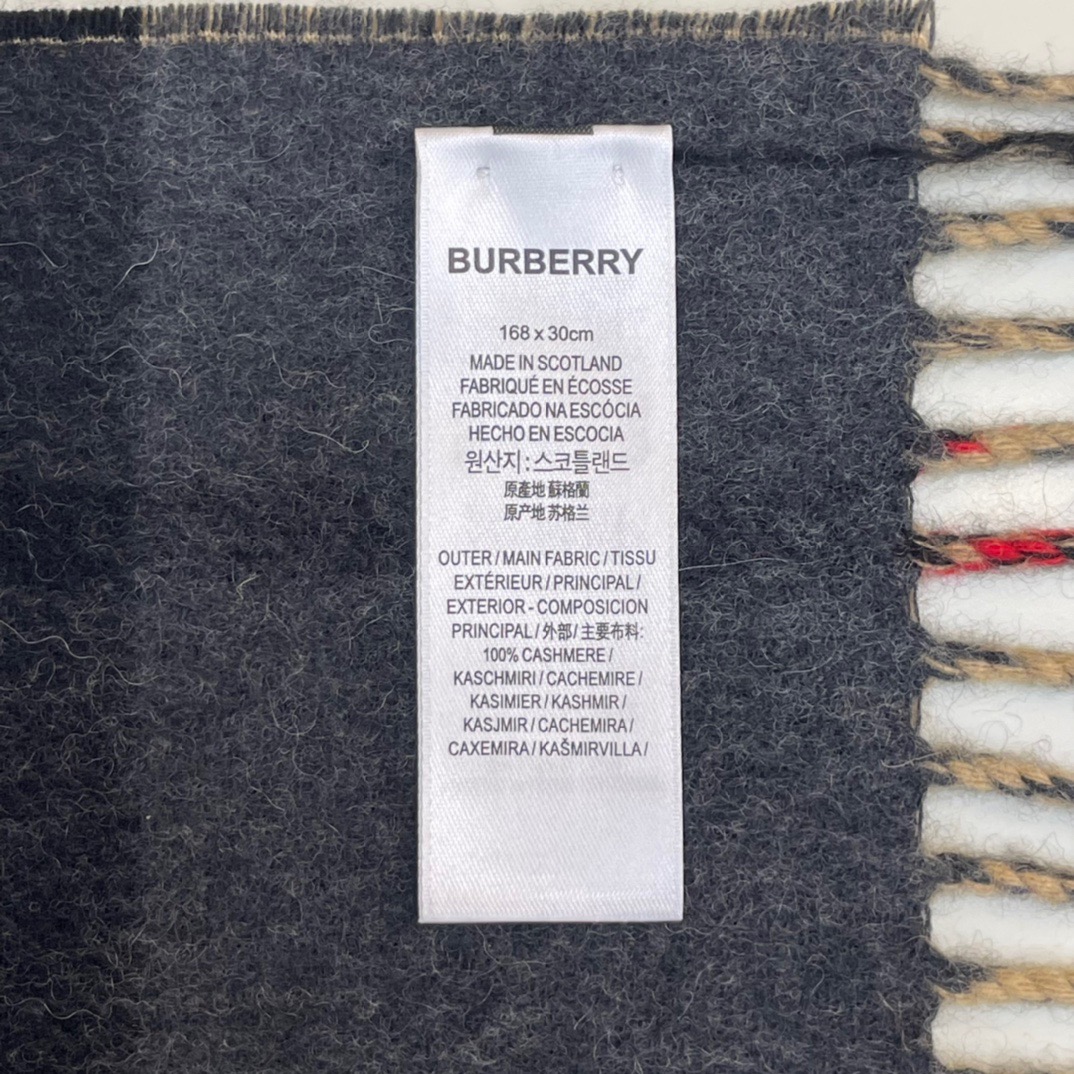 BURBERRY
168 x 30cm
MADE IN SCOTLAND
FABRIQUÉ EN ÉCOSSE
FABRICADO NA ESCÓCIA
HECHO EN ESCOCIA
원산지:스코틀랜드
原產地 蘇格蘭
原产地 苏格兰
OUTER / MAIN FABRIC / TISSU
EXTÉRIEUR / PRINCIPAL /
EXTERIOR - COMPOSICION
PRINCIPAL / 外部 / 主要布料:
100% CASHMERE /
KASCHMIRI / CACHEMIRE /
KASIMIER / KASHMIR /
KASJMIR / CACHEMIRA /
CAXEMIRA / KAŠMIRVILLA /